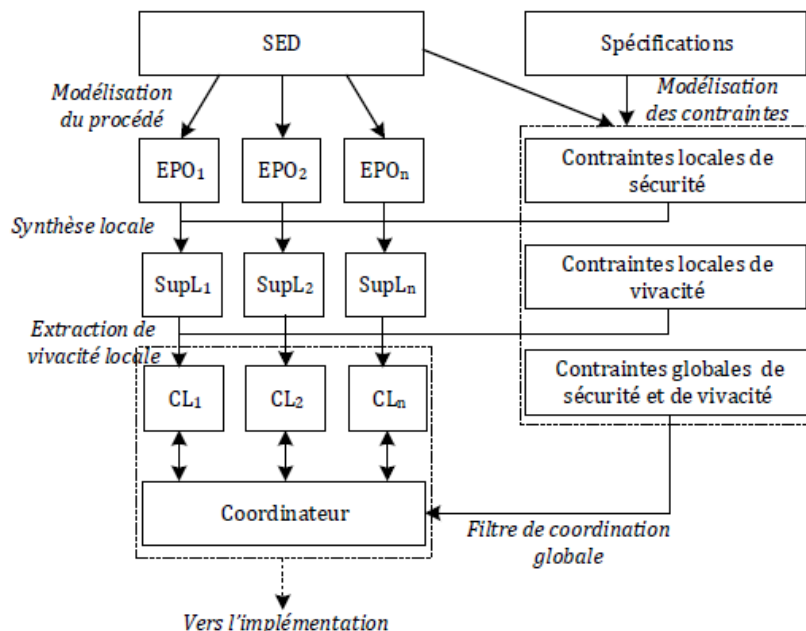 SED
Spécifications
Modélisation
du procédé
Modélisation
des contraintes
EPO₁
EPO₂
EPOₙ
Contraintes locales de
sécurité
Synthèse locale
SupL₁
SupL₂
SupLₙ
Contraintes locales de
vivacité
Extraction de
vivacité locale
CL₁
CL₂
CLₙ
Contraintes globales de
sécurité et de vivacité
Coordinateur
Filtre de coordination
globale
Vers l'implémentation